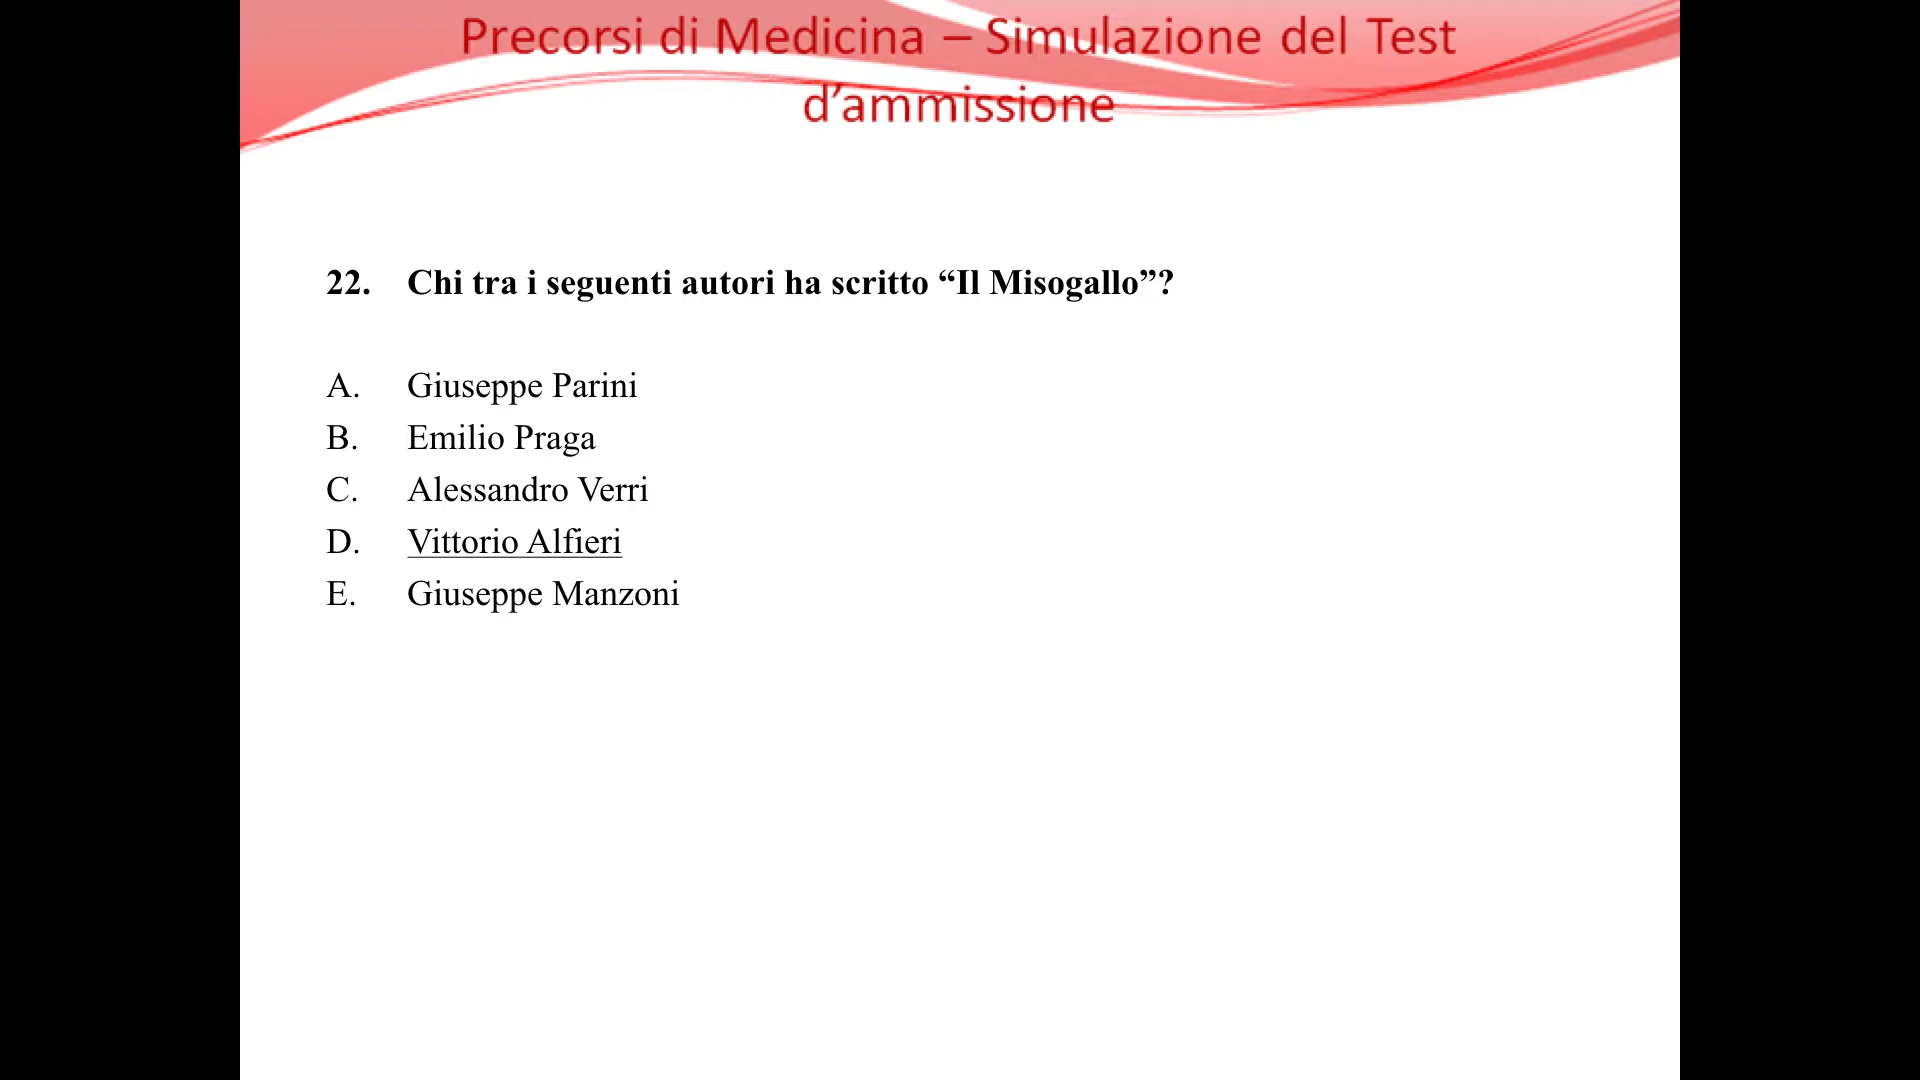 Precorsi di Medicina – Simulazione del Test
d’ammissione
22. Chi tra i seguenti autori ha scritto “Il Misogallo”?
A. Giuseppe Parini
B. Emilio Praga
C. Alessandro Verri
D. Vittorio Alfieri
E. Giuseppe Manzoni